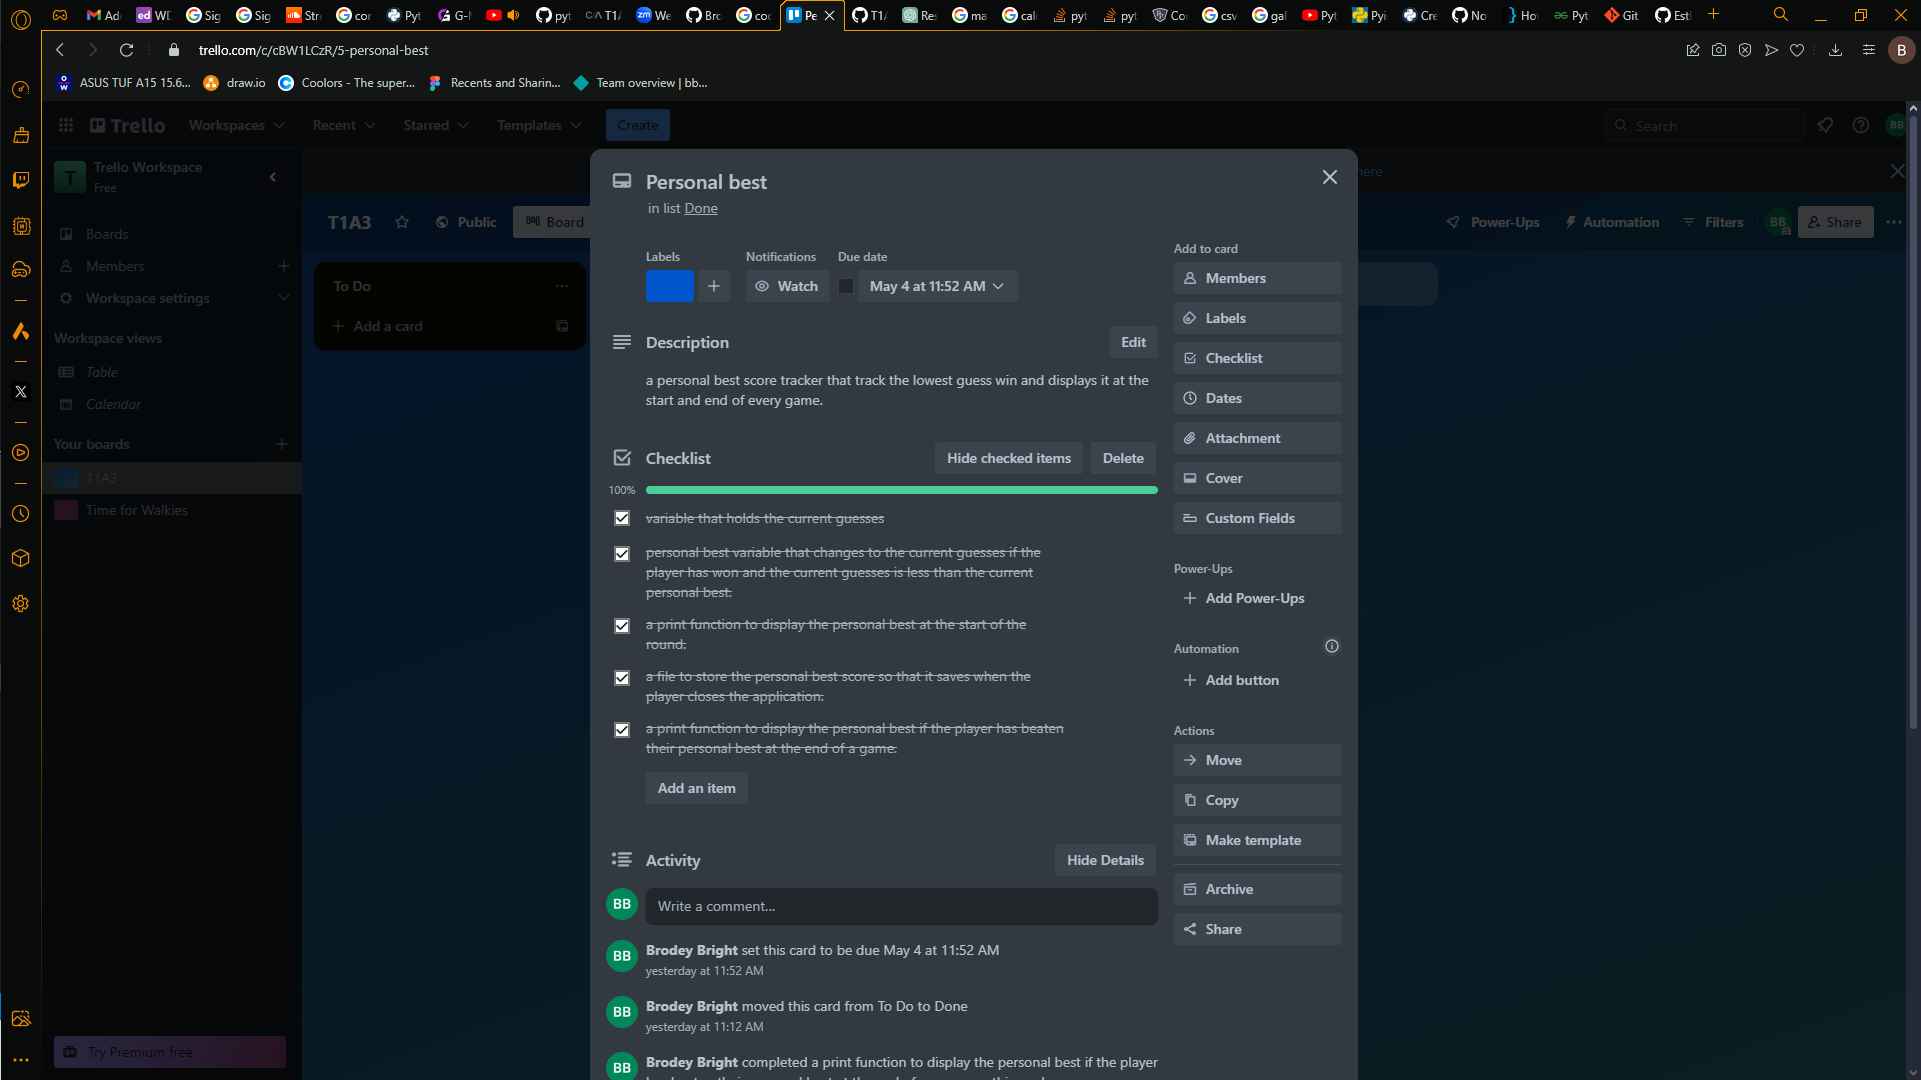 Ad
WD
Sig
Sig
Str
cor
Pyt
G-M
pyt
T1A
We
Bro
coo
Pe
T1A
Res
ma
cal
pyt
pyt
Co
csv
gal
Pyt
Pyi
Cre
No
Ho
Pyt
Git
Est
trello.com/c/cBW1LCzR/5-personal-best
B
ASUS TUF A15 15.6...
draw.io
Coolors - The super...
Recents and Sharin...
Team overview | bb...
Trello
Workspaces
Recent
Starred
Templates
Create
Search
BB
T
Trello Workspace
Free
Boards
Members
Workspace settings
Workspace views
Table
Calendar
Your boards
T1A3
Time for Walkies
Try Premium free
T1A3
Public
Board
here
Power-Ups
Automation
Filters
BB
Share
To Do
Add a card
Personal best
in list Done
Labels
Notifications
Due date
Watch
May 4 at 11:52 AM
Description
Edit
a personal best score tracker that track the lowest guess win and displays it at the
start and end of every game.
Checklist
Hide checked items
Delete
100%
variable that holds the current guesses
personal best variable that changes to the current guesses if the
player has won and the current guesses is less than the current
personal best.
a print function to display the personal best at the start of the
round.
a file to store the personal best score so that it saves when the
player closes the application.
a print function to display the personal best if the player has beaten
their personal best at the end of a game.
Add an item
Activity
Hide Details
BB
Write a comment...
BB
Brodey Bright set this card to be due May 4 at 11:52 AM
yesterday at 11:52 AM
BB
Brodey Bright moved this card from To Do to Done
yesterday at 11:12 AM
BB
Brodey Bright completed a print function to display the personal best if the player
Add to card
Members
Labels
Checklist
Dates
Attachment
Cover
Custom Fields
Power-Ups
Add Power-Ups
Automation
Add button
Actions
Move
Copy
Make template
Archive
Share